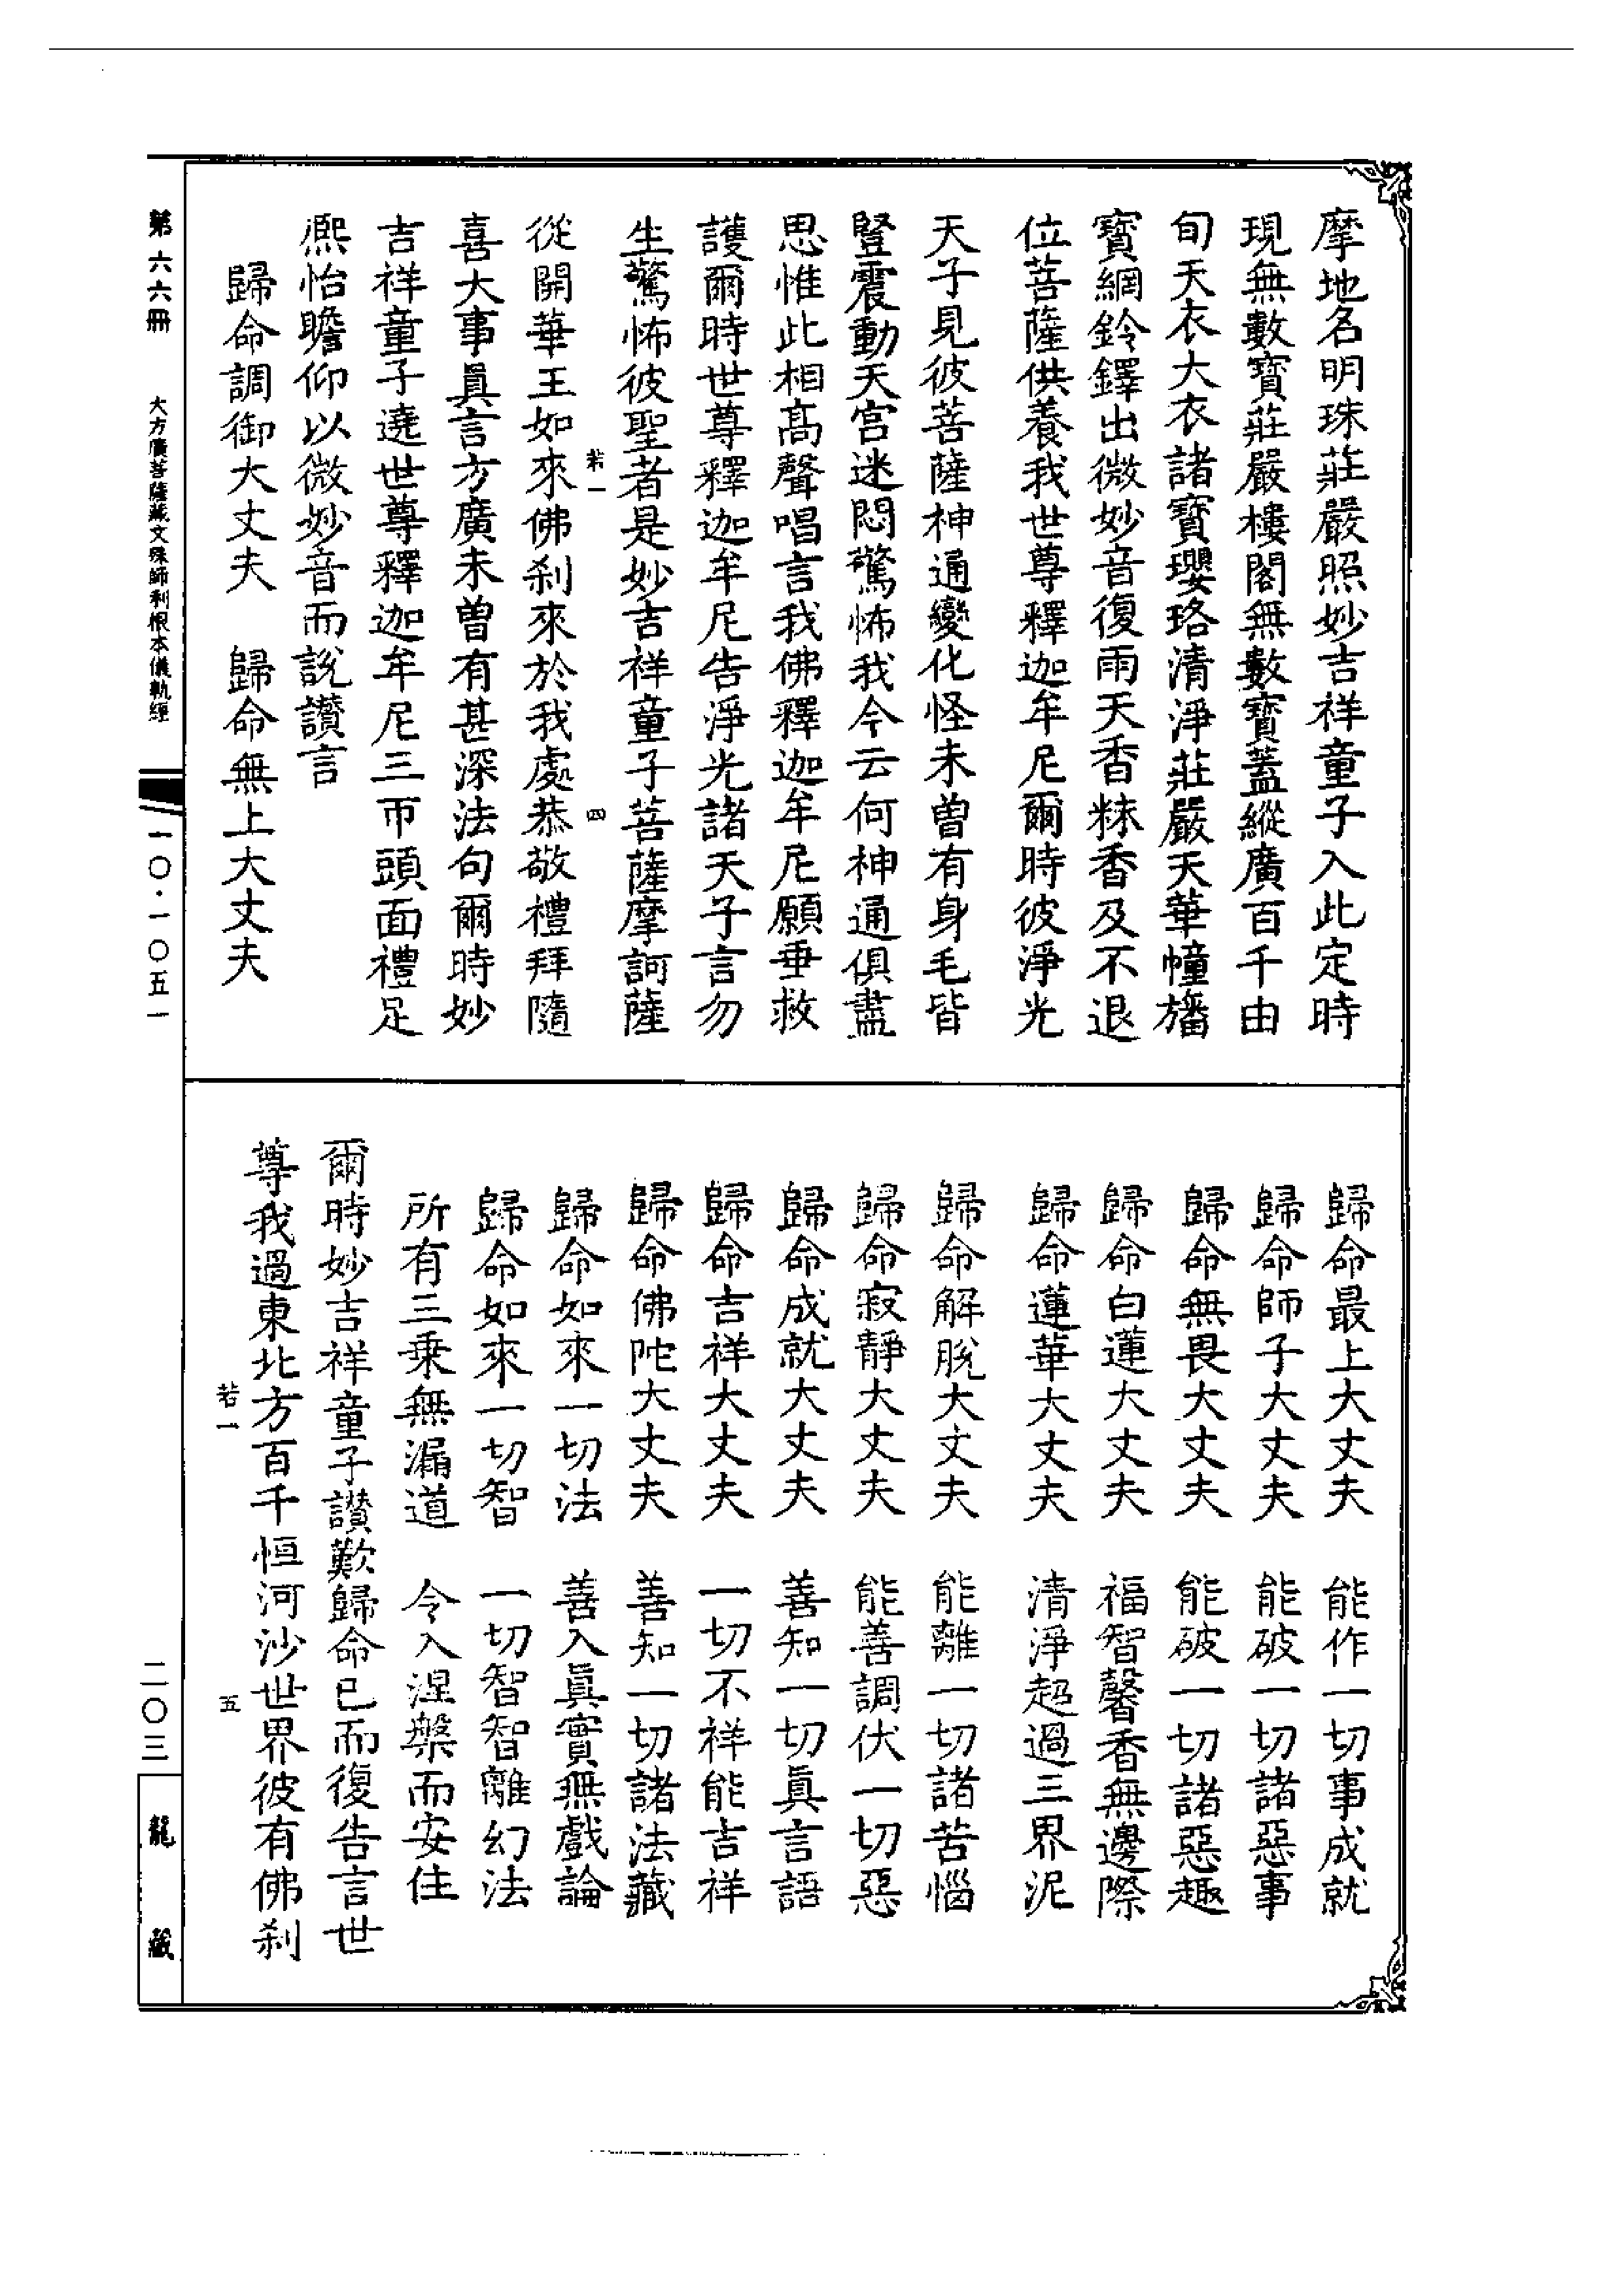 摩地名明珠莊嚴照妙吉祥童子入此定時
現無數寶莊嚴樓閣無數寶蓋縱廣百千由
旬天衣大衣諸寶瓔珞清淨莊嚴天華幢旛
寶網鈴鐸出微妙音復雨天香粖香及不退
位菩薩供養我世尊釋迦牟尼爾時彼淨光
天子見彼菩薩神通變化怪未曾有身毛皆
豎震動天宮迷悶驚怖我今云何神通俱盡
思惟此相高聲唱言我佛釋迦牟尼願垂救
護爾時世尊釋迦牟尼告淨光諸天子言勿
生驚怖彼聖者是妙吉祥童子菩薩摩訶薩
若一 四
從開華王如來佛剎來於我處恭敬禮拜隨
喜大事真言方廣未曾有甚深法句爾時妙
吉祥童子遶世尊釋迦牟尼三帀頭面禮足
熈怡瞻仰以微妙音而說讚言
歸命調御大丈夫 歸命無上大丈夫
歸命最上大丈夫 能作一切事成就
歸命師子大丈夫 能破一切諸惡事
歸命無畏大丈夫 能破一切諸惡趣
歸命白蓮大丈夫 福智馨香無邊際
歸命蓮華大丈夫 清淨超過三界泥
歸命解脫大丈夫 能離一切諸苦惱
歸命寂靜大丈夫 能善調伏一切惡
歸命成就大丈夫 善知一切真言語
歸命吉祥大丈夫 一切不祥能吉祥
歸命佛陀大丈夫 善知一切諸法藏
歸命如來一切法 善入真實無戲論
歸命如來一切智 一切智智離幻法
所有三乘無漏道 令入涅槃而安住
爾時妙吉祥童子讚歎歸命已而復告言世
尊我過東北方百千恒河沙世界彼有佛剎
若一 五
第六六冊 大方廣菩薩藏文殊師利根本儀軌經 一〇·一〇五一 二〇三 龍藏